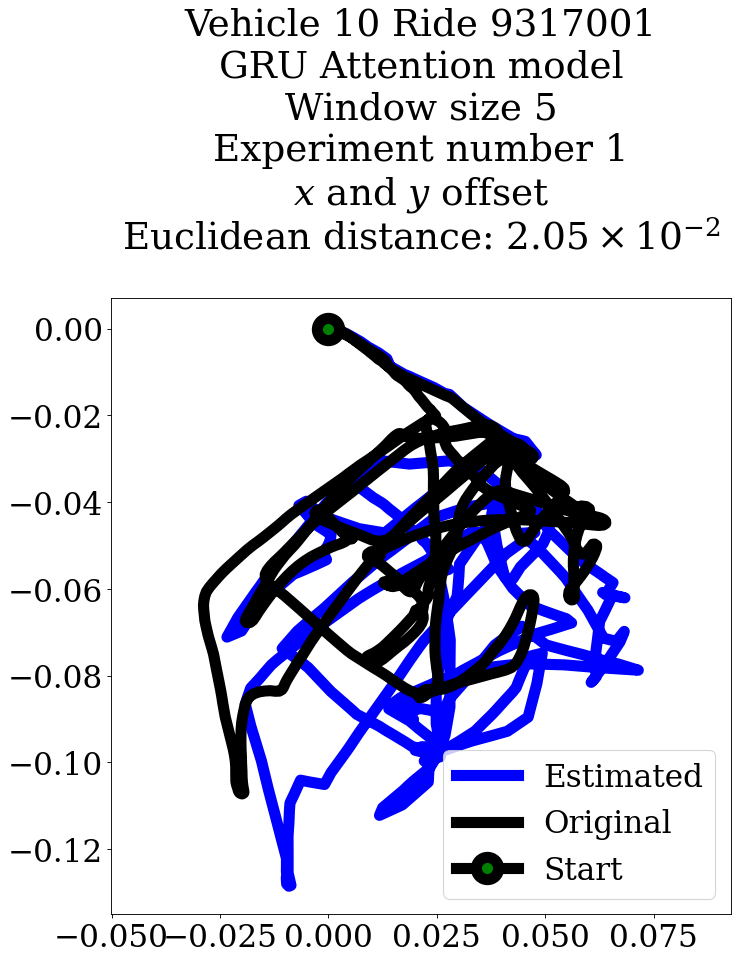 Vehicle 10 Ride 9317001
GRU Attention model
Window size 5
Experiment number 1
x and y offset
Euclidean distance: 2.05 × 10⁻²
0.00
−0.02
−0.04
−0.06
−0.08
−0.10
−0.12
Estimated
Original
Start
−0.050 −0.025 0.000 0.025 0.050 0.075